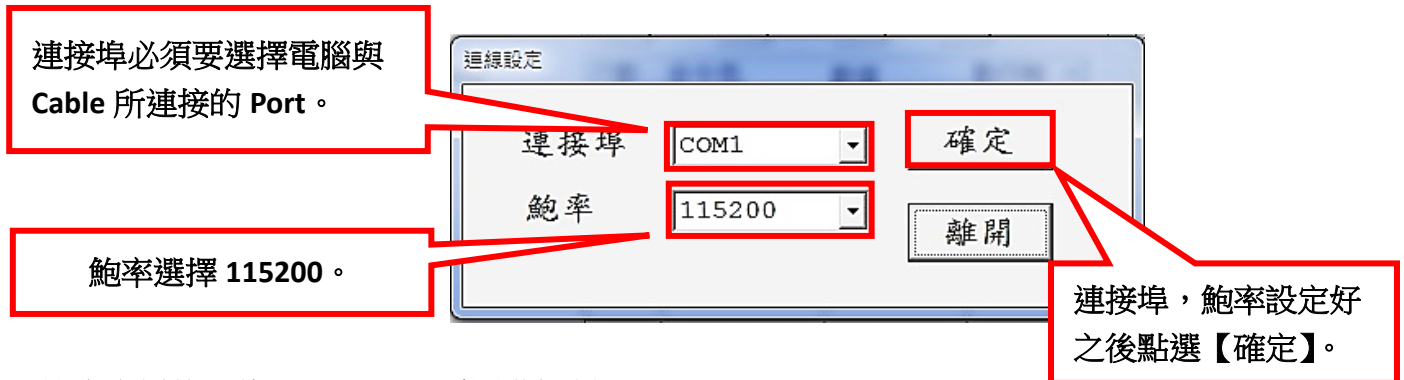 連接埠必須要選擇電腦與
Cable 所連接的 Port。
連線設定
連接埠
COM1
確定
鮑率
115200
離開
鮑率選擇 115200。
連接埠，鮑率設定好
之後點選【確定】。